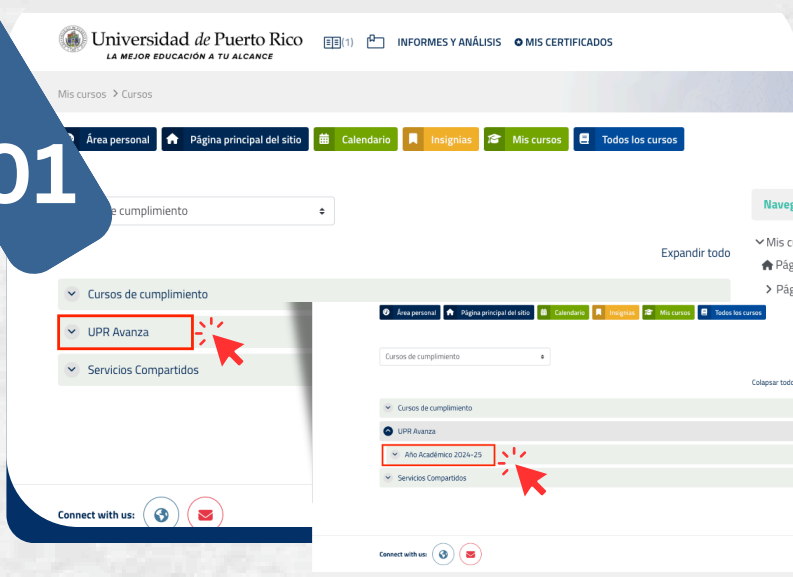 Universidad de Puerto Rico
LA MEJOR EDUCACIÓN A TU ALCANCE
(1)
INFORMES Y ANÁLISIS
MIS CERTIFICADOS
Mis cursos > Cursos
Área personal
Página principal del sitio
Calendario
Insignias
Mis cursos
Todos los cursos
01
cumplimiento
Expandir todo
Mis
Cursos de cumplimiento
UPR Avanza
Servicios Compartidos
Connect with us:
Área personal
Página principal del sitio
Calendario
Insignias
Mis cursos
Todos los cursos
Cursos de cumplimiento
Colapsar todo
Cursos de cumplimiento
UPR Avanza
Año Académico 2024-25
Servicios Compartidos
Connect with us: